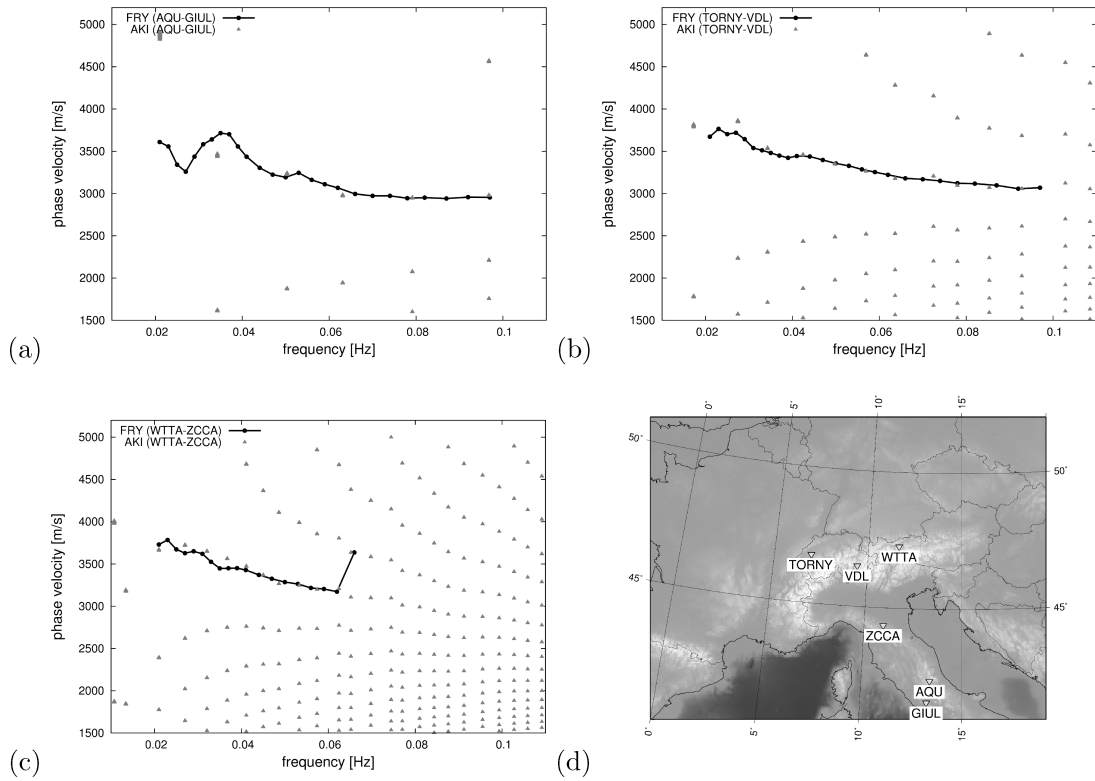 FRY (AQU-GIUL)
AKI (AQU-GIUL)
5000
4500
4000
3500
3000
2500
2000
1500
phase velocity [m/s]
0.02 0.04 0.06 0.08 0.1
frequency [Hz]
(a)
FRY (TORNY-VDL)
AKI (TORNY-VDL)
5000
4500
4000
3500
3000
2500
2000
1500
phase velocity [m/s]
0.02 0.04 0.06 0.08 0.1
frequency [Hz]
(b)
FRY (WTTA-ZCCA)
AKI (WTTA-ZCCA)
5000
4500
4000
3500
3000
2500
2000
1500
phase velocity [m/s]
0.02 0.04 0.06 0.08 0.1
frequency [Hz]
(c)
0° 5° 10° 15°
50° 50°
TORNY
WTTA
VDL
45° 45°
ZCCA
AQU
GIUL
0° 5° 10° 15°
(d)